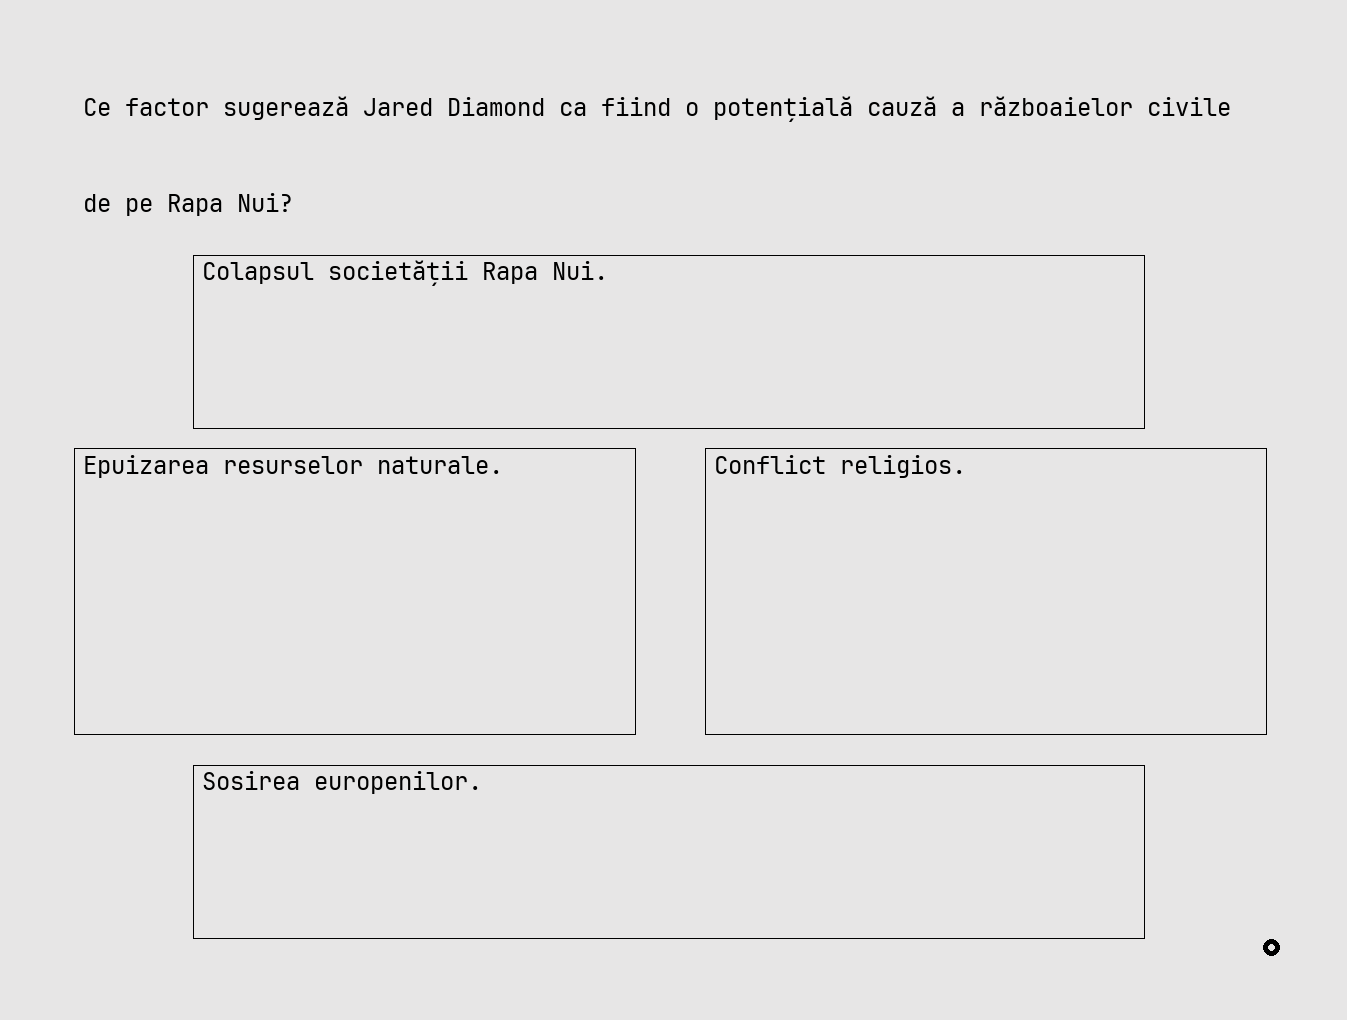 Ce factor sugerează Jared Diamond ca fiind o potențială cauză a războaielor civile
de pe Rapa Nui?
Colapsul societății Rapa Nui.
Epuizarea resurselor naturale.
Conflict religios.
Sosirea europenilor.